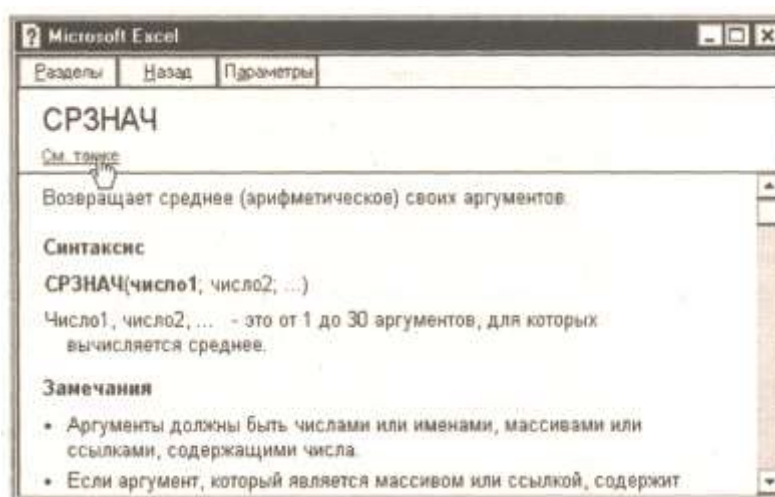 ? Microsoft Excel
Разделы Назад Параметры
СРЗНАЧ
См. также
Возвращает среднее (арифметическое) своих аргументов.
Синтаксис
СРЗНАЧ(число1; число2; ...)
Число1, число2, ... - это от 1 до 30 аргументов, для которых
вычисляется среднее.
Замечания
• Аргументы должны быть числами или именами, массивами или
ссылками, содержащими числа.
• Если аргумент, который является массивом или ссылкой, содержит